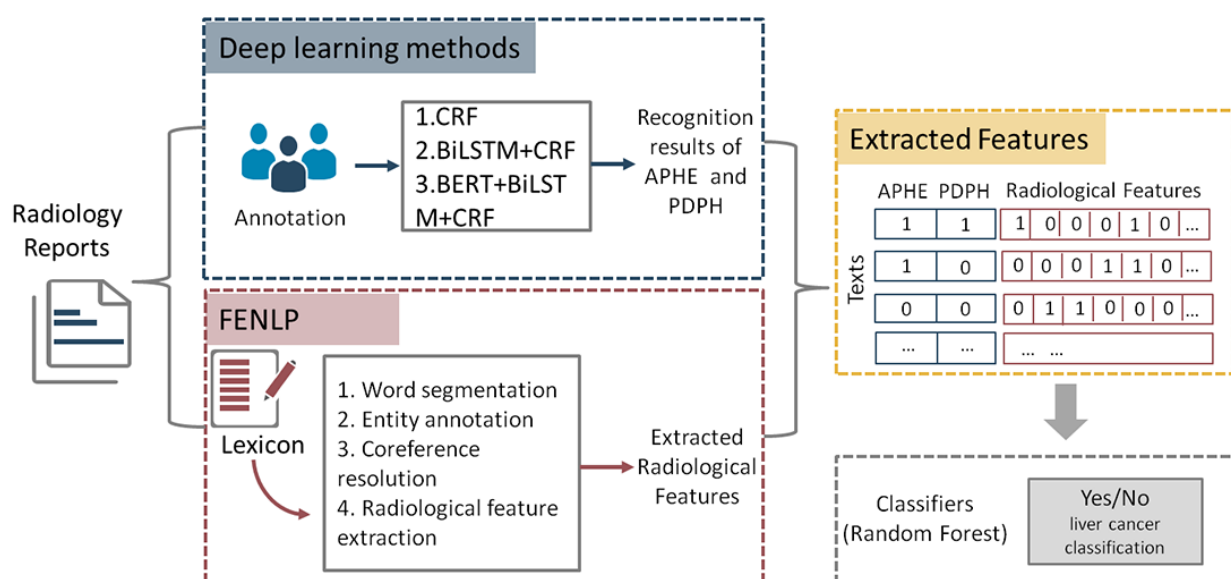 Radiology
Reports
Deep learning methods
Annotation
1.CRF
2.BiLSTM+CRF
3.BERT+BiLST
M+CRF
Recognition
results of
APHE and
PDPH
FENLP
Lexicon
1. Word segmentation
2. Entity annotation
3. Coreference
resolution
4. Radiological feature
extraction
Extracted
Radiological
Features
Extracted Features
APHE PDPH Radiological Features
Texts
1 1 1 0 0 0 1 0 ...
1 0 0 0 0 1 1 0 ...
0 0 0 1 1 0 0 0 ...
... ... ... ...
Classifiers
(Random Forest)
Yes/No
liver cancer
classification